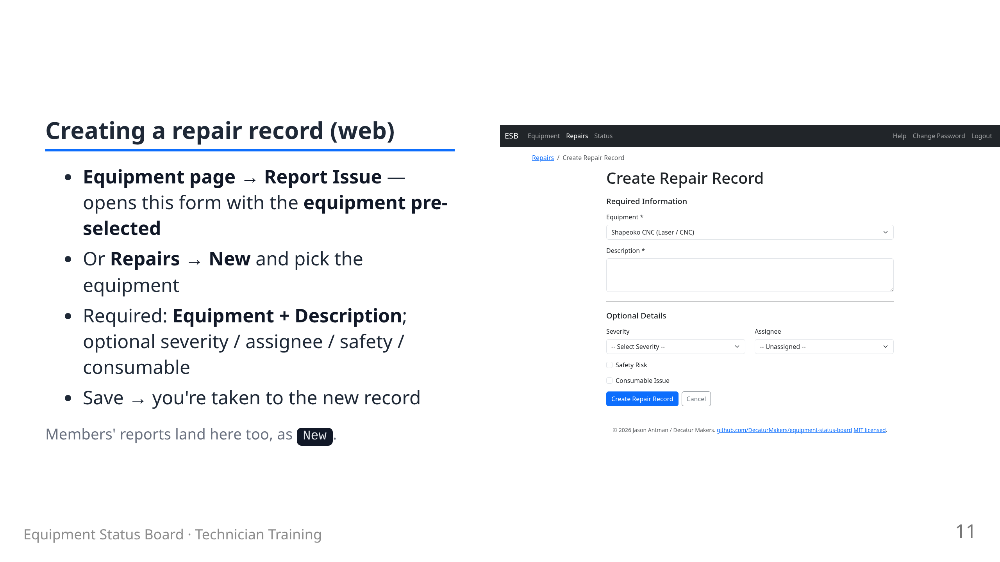 Creating a repair record (web)
• Equipment page → Report Issue —
opens this form with the equipment pre-
selected
• Or Repairs → New and pick the
equipment
• Required: Equipment + Description;
optional severity / assignee / safety /
consumable
• Save → you're taken to the new record
Members' reports land here too, as New.
ESB Equipment Repairs Status Help Change Password Logout
Repairs / Create Repair Record
Create Repair Record
Required Information
Equipment *
Shapeoko CNC (Laser / CNC)
Description *
Optional Details
Severity Assignee
-- Select Severity -- -- Unassigned --
Safety Risk
Consumable Issue
Create Repair Record Cancel
© 2026 Jason Antman / Decatur Makers. github.com/DecaturMakers/equipment-status-board MIT licensed.
Equipment Status Board · Technician Training
11